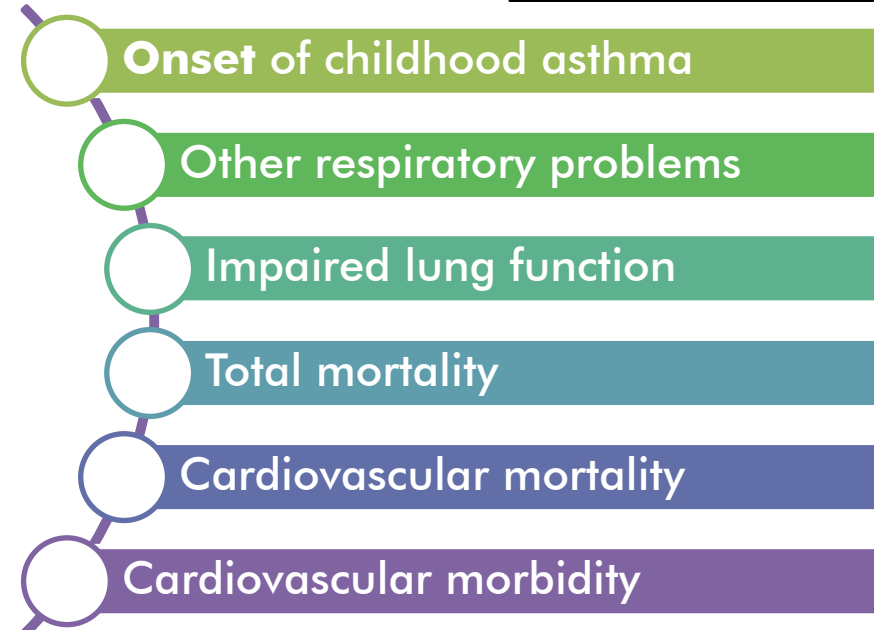 Onset of childhood asthma
Other respiratory problems
Impaired lung function
Total mortality
Cardiovascular mortality
Cardiovascular morbidity